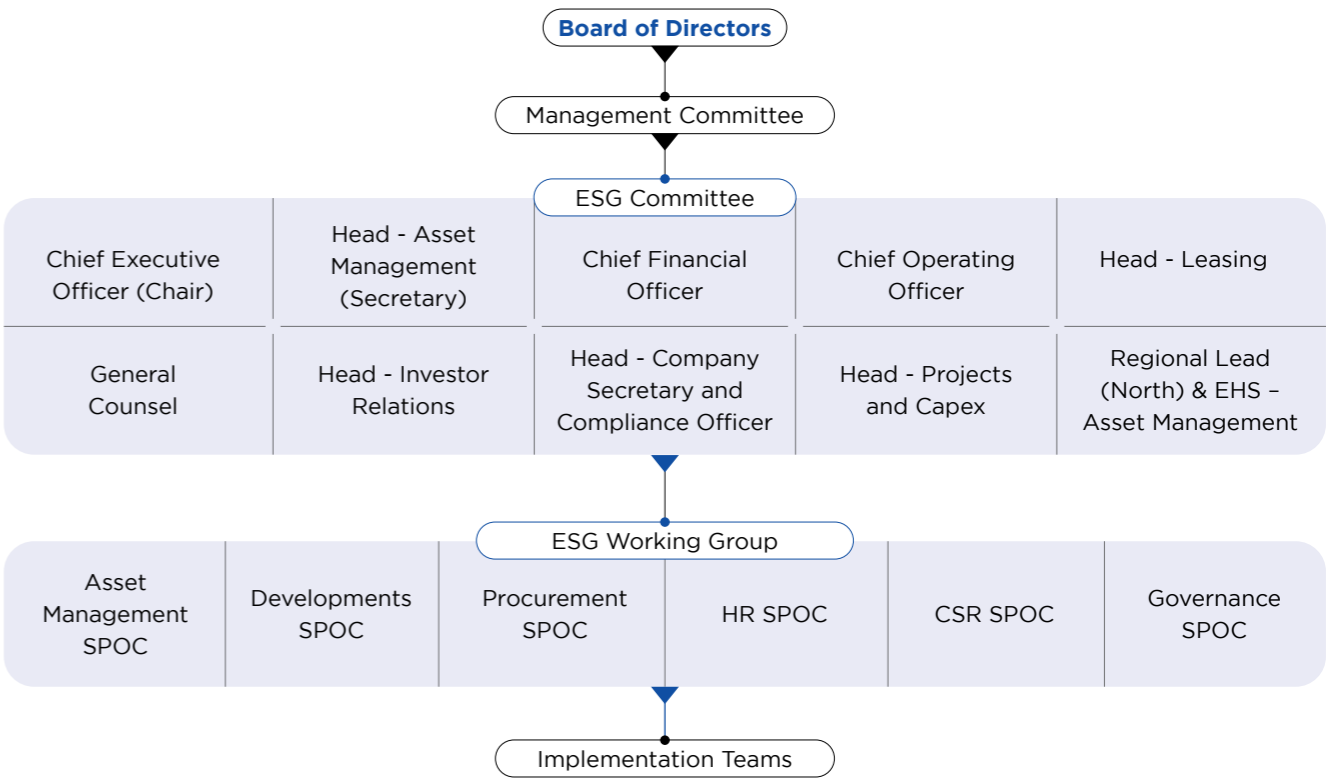 Board of Directors
Management Committee
ESG Committee
Chief Executive
Officer (Chair)
Head - Asset
Management
(Secretary)
Chief Financial
Officer
Chief Operating
Officer
Head - Leasing
General
Counsel
Head - Investor
Relations
Head - Company
Secretary and
Compliance Officer
Head - Projects
and Capex
Regional Lead
(North) & EHS –
Asset Management
ESG Working Group
Asset
Management
SPOC
Developments
SPOC
Procurement
SPOC
HR SPOC
CSR SPOC
Governance
SPOC
Implementation Teams